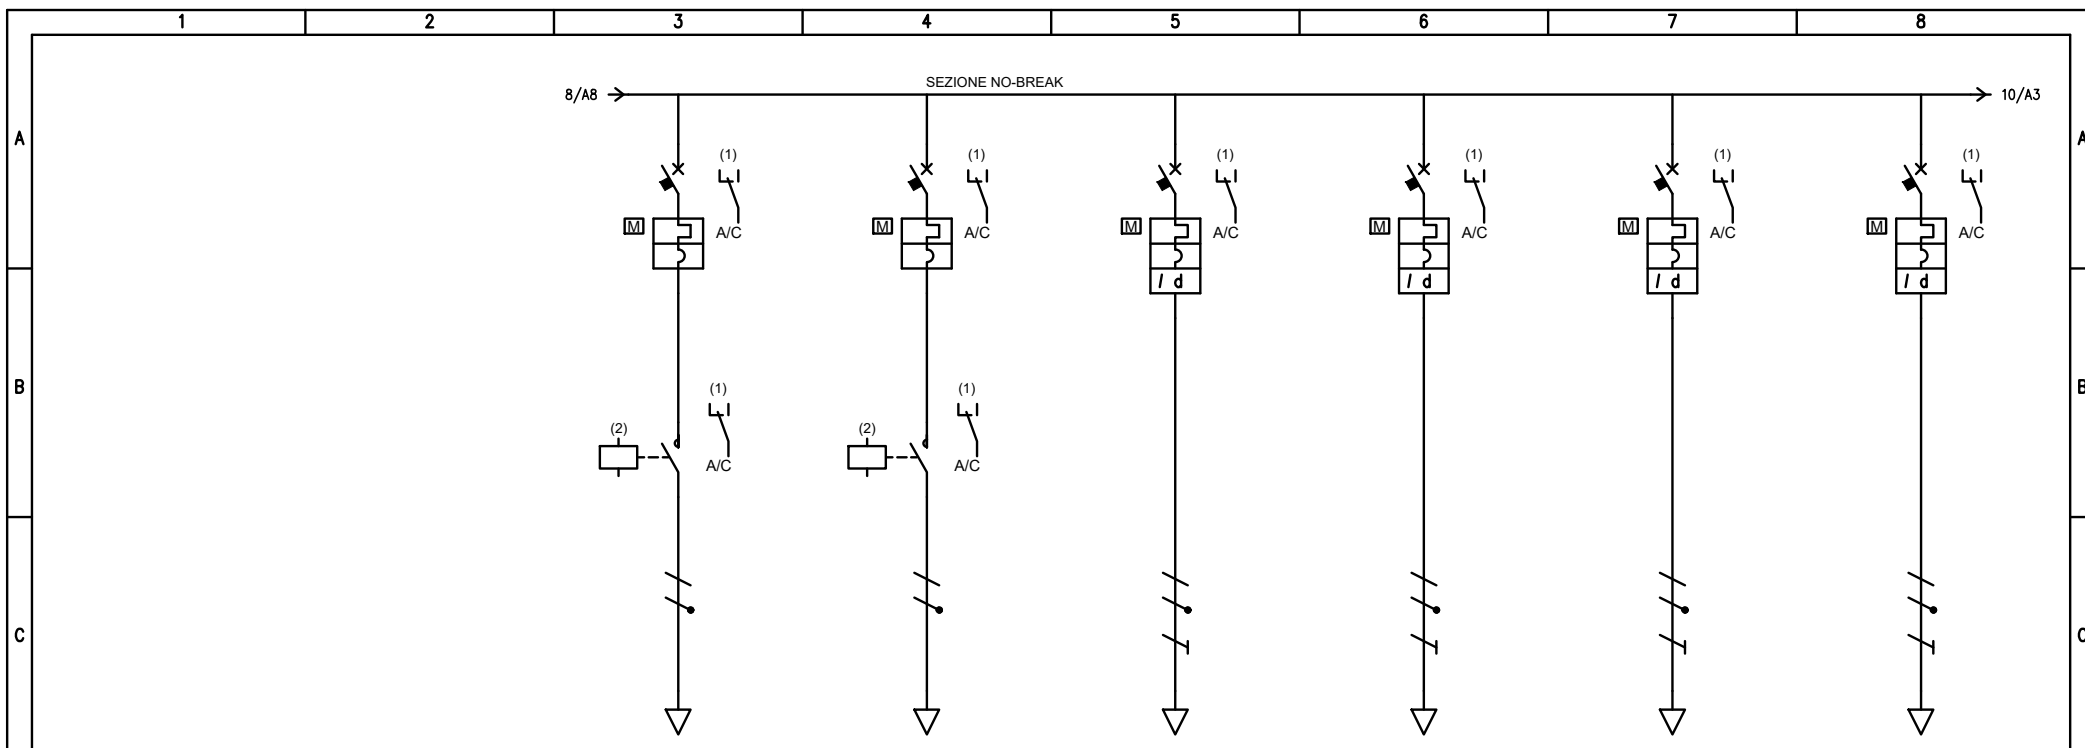 1 2 3 4 5 6 7 8
SEZIONE NO-BREAK
8/A8 10/A3
A A
(1) (1) (1) (1) (1) (1)
M A/C M A/C M A/C M A/C M A/C M A/C
I d I d I d I d
B B
(1) (1)
(2) (2)
A/C A/C
C C